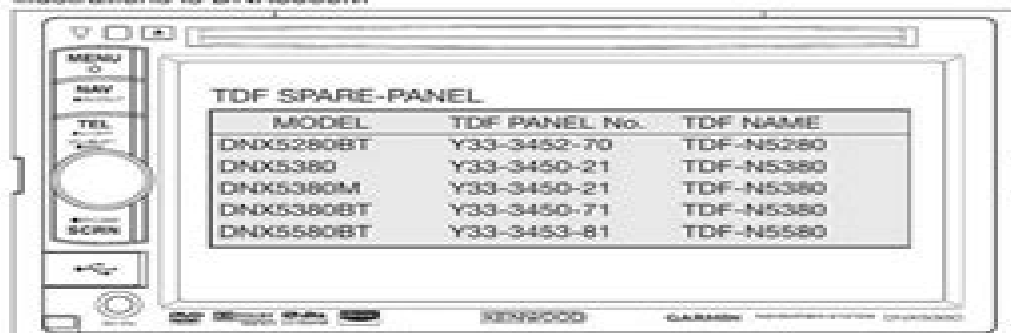 MENU
NAV
TEL
SCRN
TDF SPARE-PANEL
MODEL TDF PANEL No. TDF NAME
DNX5280BT Y33-3452-70 TDF-N5280
DNX5380 Y33-3450-21 TDF-N5380
DNX5380M Y33-3450-21 TDF-N5380
DNX5380BT Y33-3450-71 TDF-N5380
DNX5580BT Y33-3453-81 TDF-N5580
KENWOOD
GARMIN